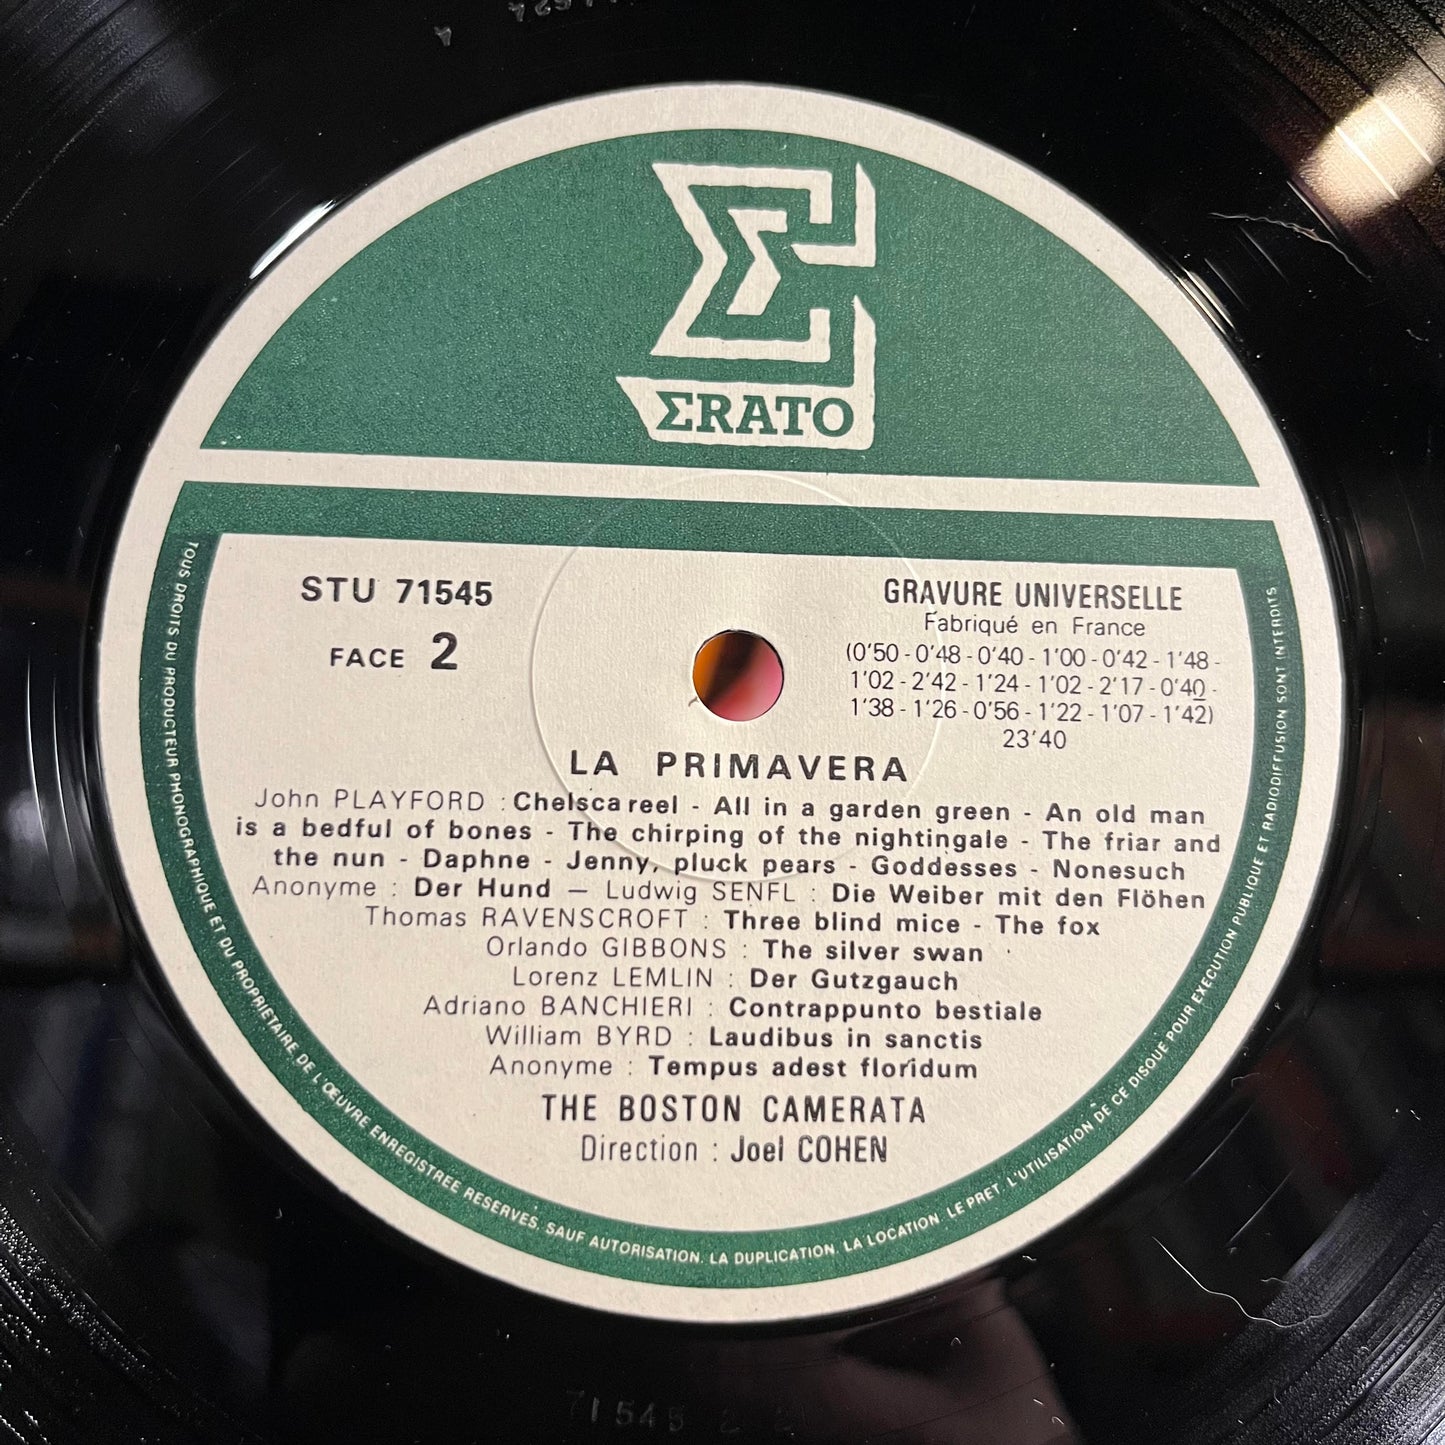 ΣRATO
STU 71545
FACE 2
GRAVURE UNIVERSELLE
Fabriqué en France
(0'50 - 0'48 - 0'40 - 1'00 - 0'42 - 1'48 -
1'02 - 2'42 - 1'24 - 1'02 - 2'17 - 0'40 -
1'38 - 1'26 - 0'56 - 1'22 - 1'07 - 1'42)
23'40
LA PRIMAVERA
John PLAYFORD : Chelsca reel - All in a garden green - An old man
is a bedful of bones - The chirping of the nightingale - The friar and
the nun - Daphne - Jenny, pluck pears - Goddesses - Nonesuch
Anonyme : Der Hund — Ludwig SENFL : Die Weiber mit den Flöhen
Thomas RAVENSCROFT : Three blind mice - The fox
Orlando GIBBONS : The silver swan
Lorenz LEMLIN : Der Gutzgauch
Adriano BANCHIERI : Contrappunto bestiale
William BYRD : Laudibus in sanctis
Anonyme : Tempus adest floridum
THE BOSTON CAMERATA
Direction : Joel COHEN
TOUS DROITS DU PRODUCTEUR PHONOGRAPHIQUE ET DU PROPRIETAIRE DE L'ŒUVRE ENREGISTREE RESERVES. SAUF AUTORISATION. LA DUPLICATION. LA LOCATION. LE PRET. L'UTILISATION DE CE DISQUE POUR EXECUTION PUBLIQUE ET RADIODIFFUSION SONT INTERDITS